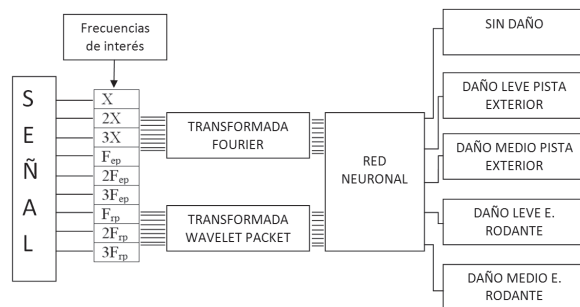 Frecuencias
de interés
S
E
Ñ
A
L
X
2X
3X
Fep
2Fep
3Fep
Frp
2Frp
3Frp
TRANSFORMADA
FOURIER
TRANSFORMADA
WAVELET PACKET
RED
NEURONAL
SIN DAÑO
DAÑO LEVE PISTA
EXTERIOR
DAÑO MEDIO PISTA
EXTERIOR
DAÑO LEVE E.
RODANTE
DAÑO MEDIO E.
RODANTE